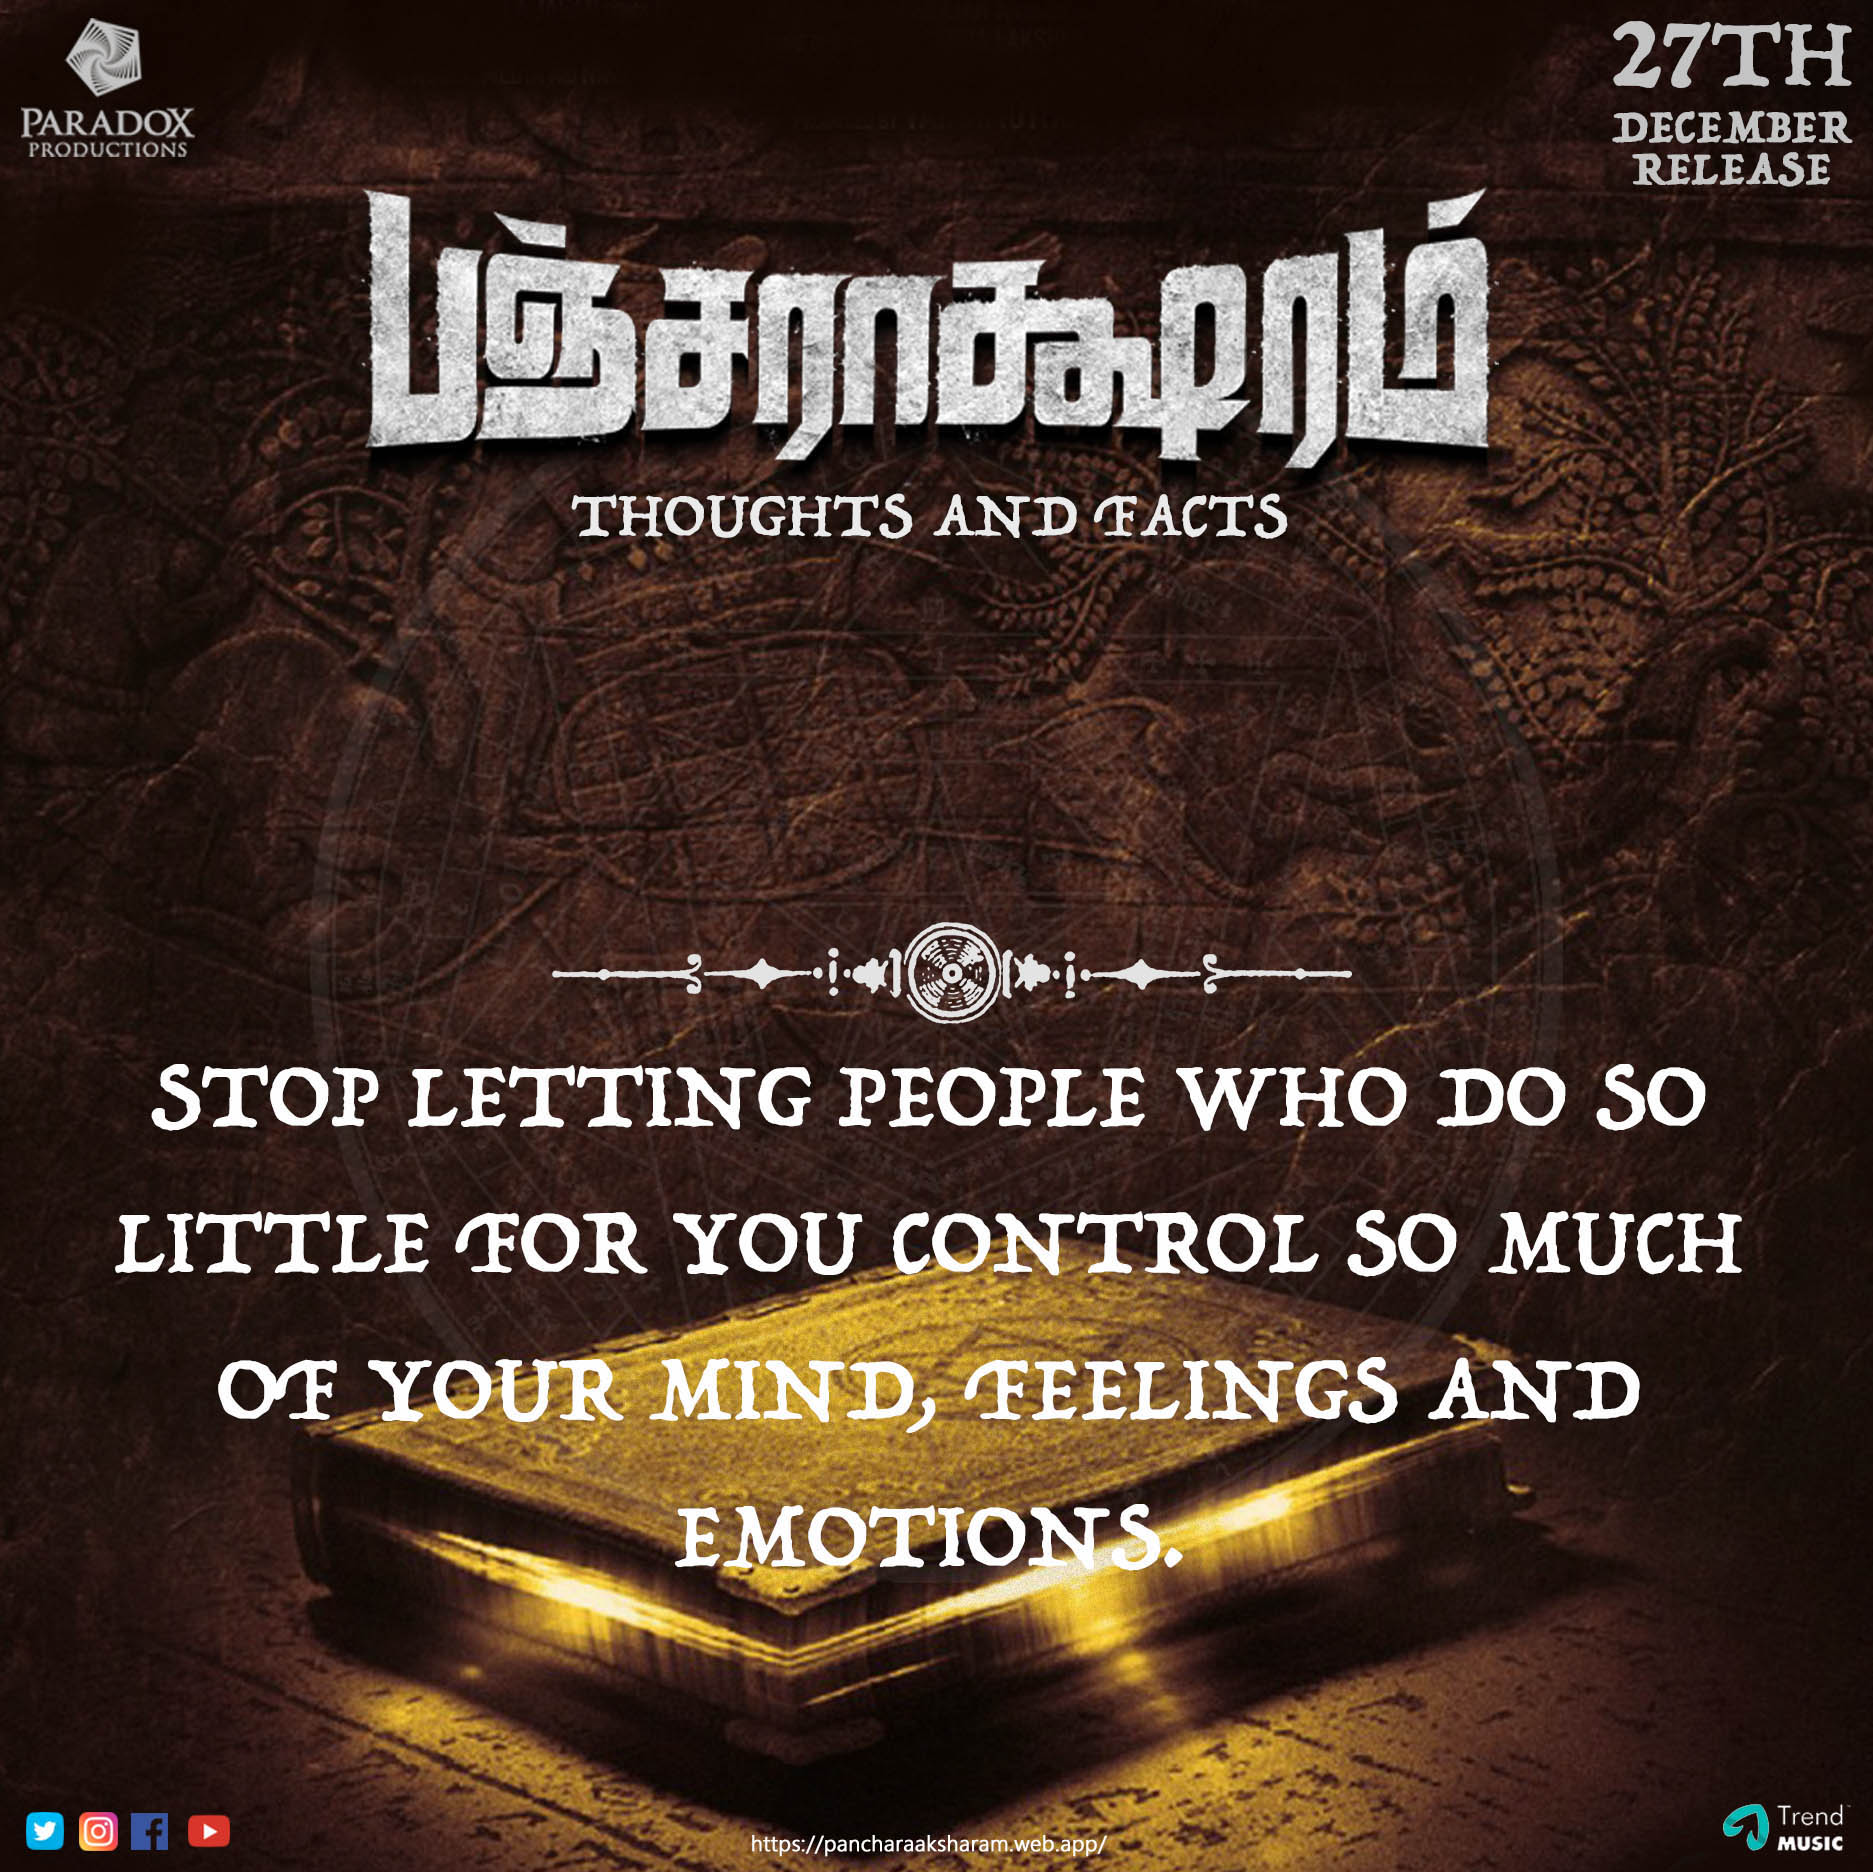 PARADOX
PRODUCTIONS
27TH
DECEMBER
RELEASE
பஞ்சராக்ஷரம்
THOUGHTS AND FACTS
STOP LETTING PEOPLE WHO DO SO
LITTLE FOR YOU CONTROL SO MUCH
OF YOUR MIND, FEELINGS AND
EMOTIONS.
https://pancharaaksharam.web.app/
Trend
MUSIC